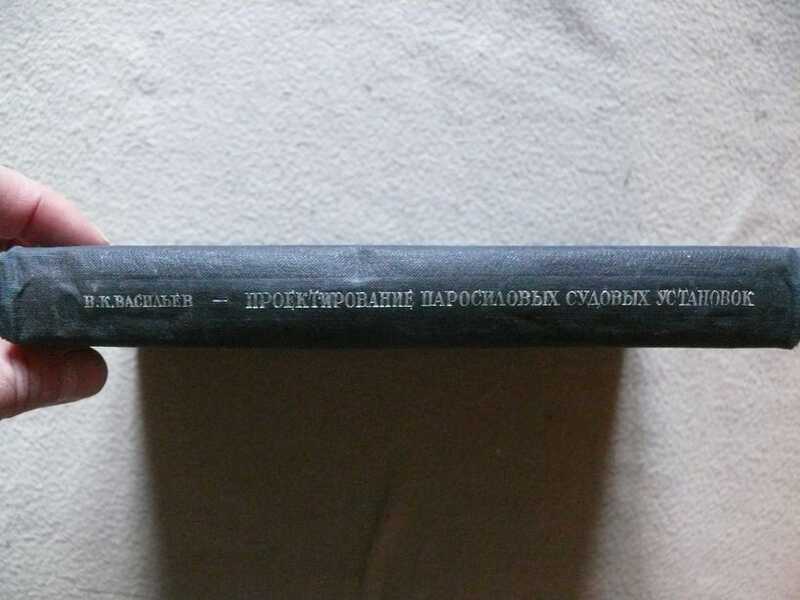 В.К.ВАСИЛЬЕВ — ПРОЕКТИРОВАНИЕ ПАРОСИЛОВЫХ СУДОВЫХ УСТАНОВОК